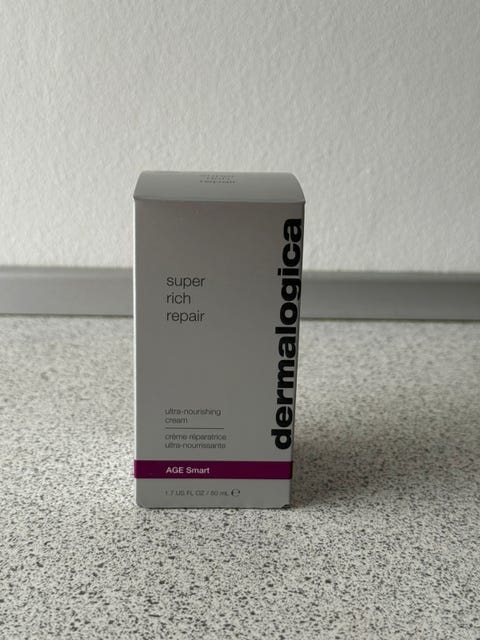 super
rich
repair
dermalogica
ultra-nourishing
cream
crème réparatrice
ultra-nourrissante
AGE Smart
1.7 US FL OZ / 50 mL ℮
repair